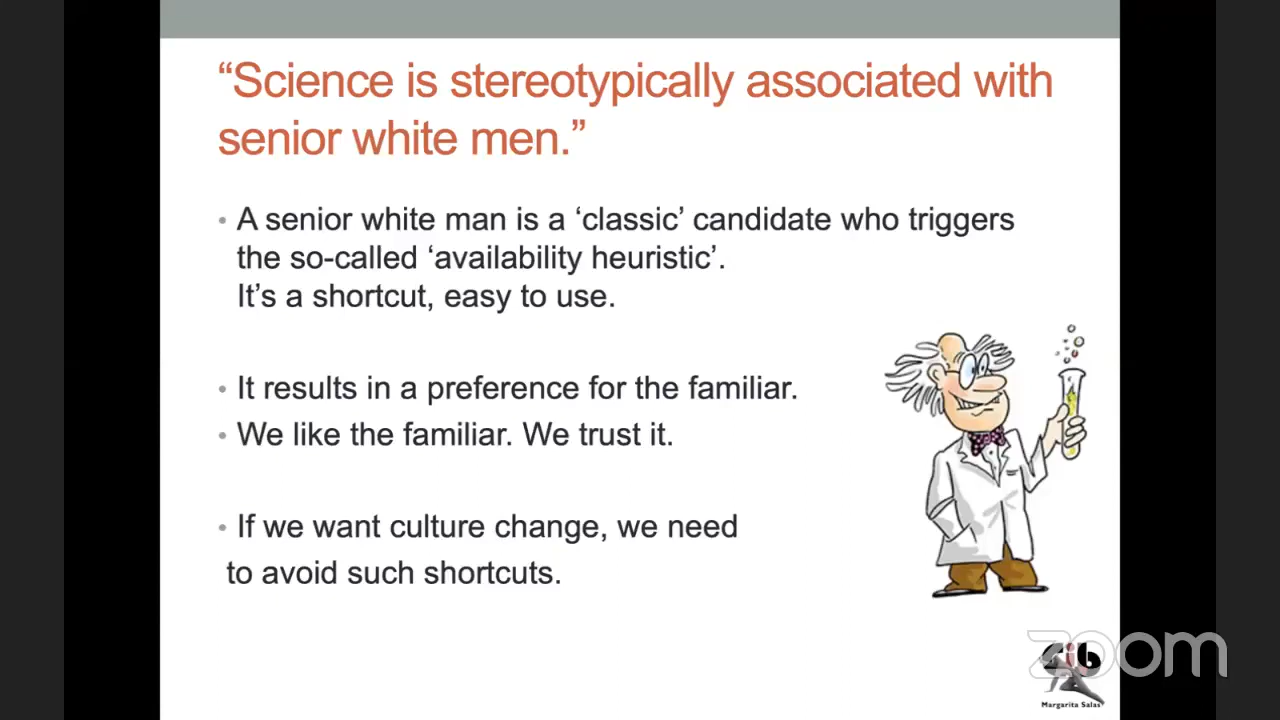 “Science is stereotypically associated with
senior white men.”
• A senior white man is a ‘classic’ candidate who triggers
the so-called ‘availability heuristic’.
It’s a shortcut, easy to use.
• It results in a preference for the familiar.
• We like the familiar. We trust it.
• If we want culture change, we need
to avoid such shortcuts.
zoom
Margarita Salas